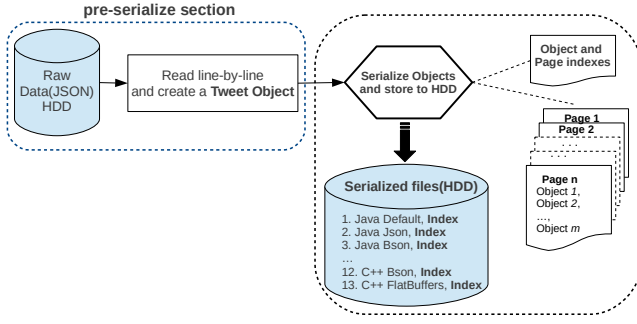 pre-serialize section
Raw
Data(JSON)
HDD
Read line-by-line
and create a Tweet Object
Serialize Objects
and store to HDD
Object and
Page indexes
Page 1
Page 2
. . .
. . .
Page n
Object 1,
Object 2,
...,
Object m
Serialized files(HDD)
1. Java Default, Index
2. Java Json, Index
3. Java Bson, Index
...
12. C++ Bson, Index
13. C++ FlatBuffers, Index